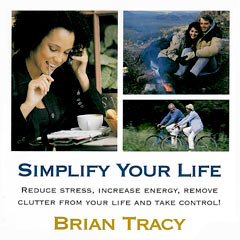 SIMPLIFY YOUR LIFE
REDUCE STRESS, INCREASE ENERGY, REMOVE
CLUTTER FROM YOUR LIFE AND TAKE CONTROL!
BRIAN TRACY